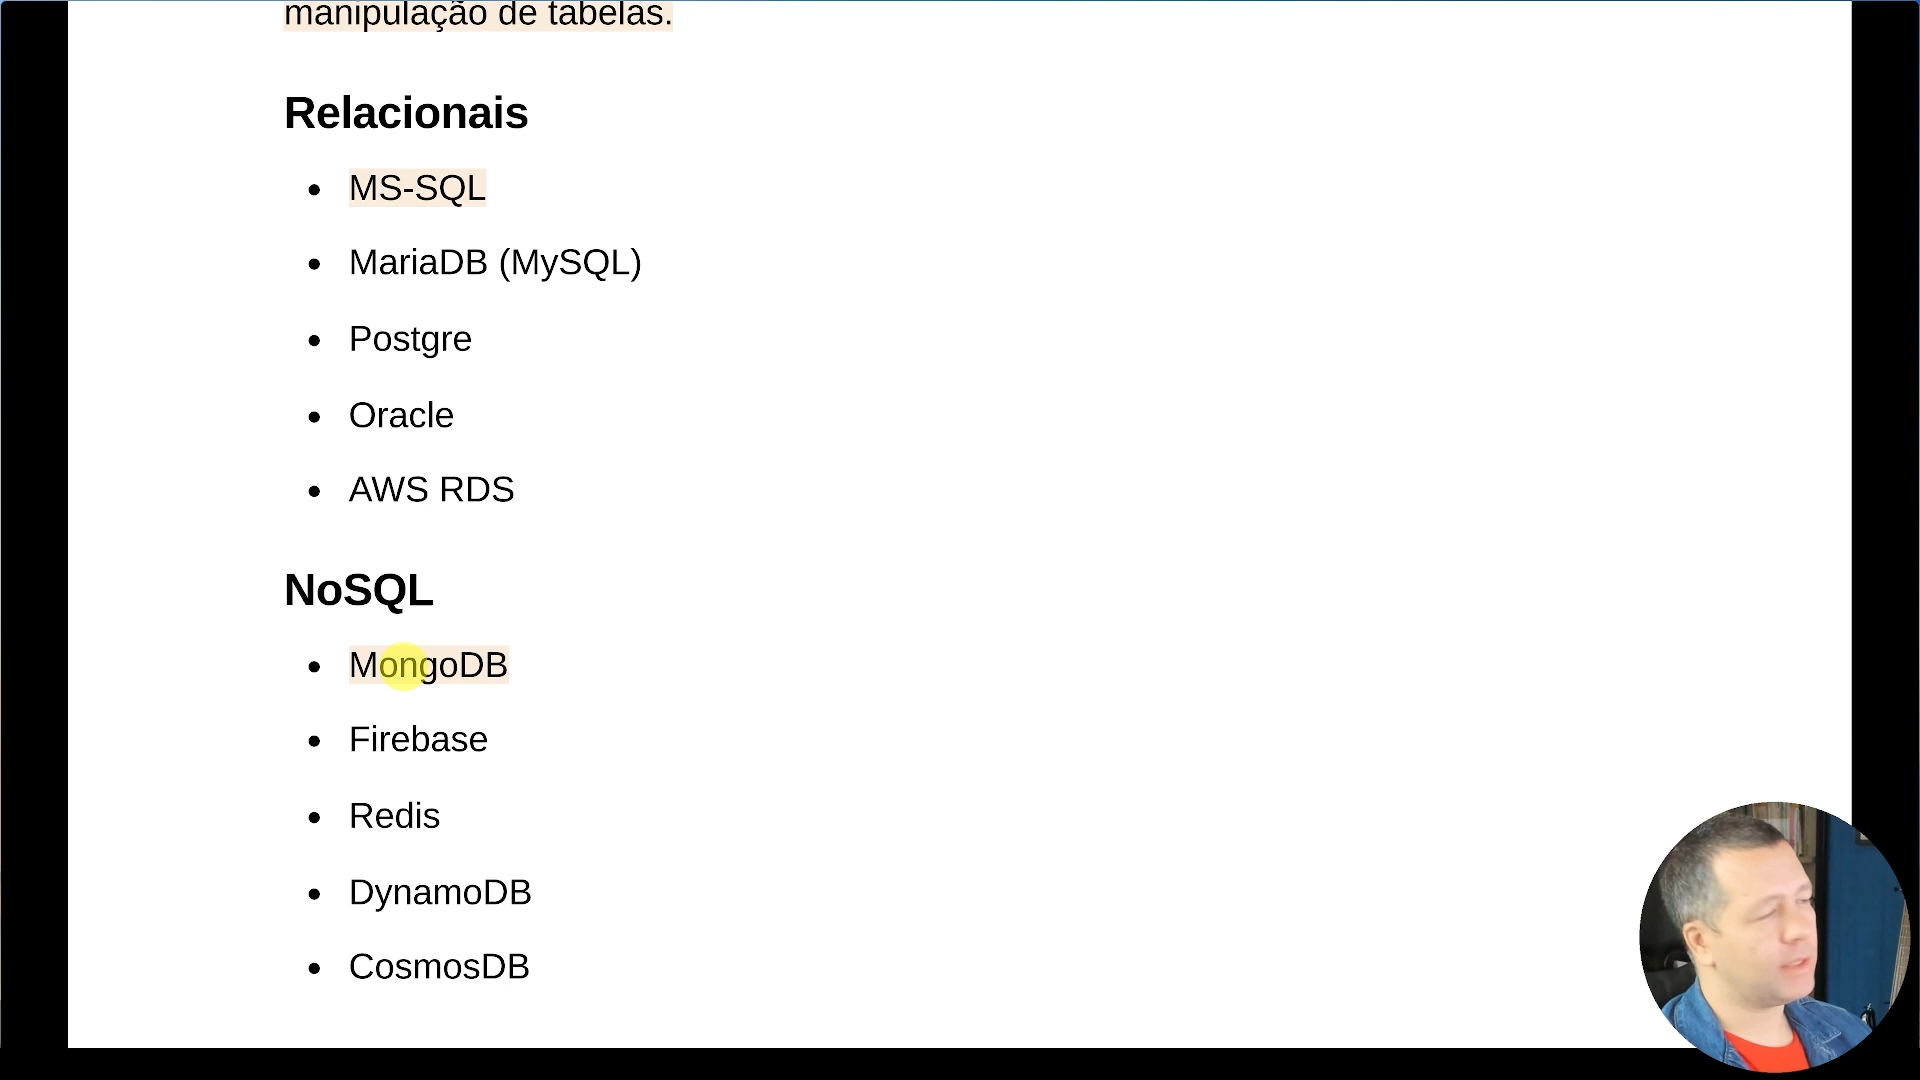 manipulação de tabelas.
Relacionais
MS-SQL
MariaDB (MySQL)
Postgre
Oracle
AWS RDS
NoSQL
MongoDB
Firebase
Redis
DynamoDB
CosmosDB